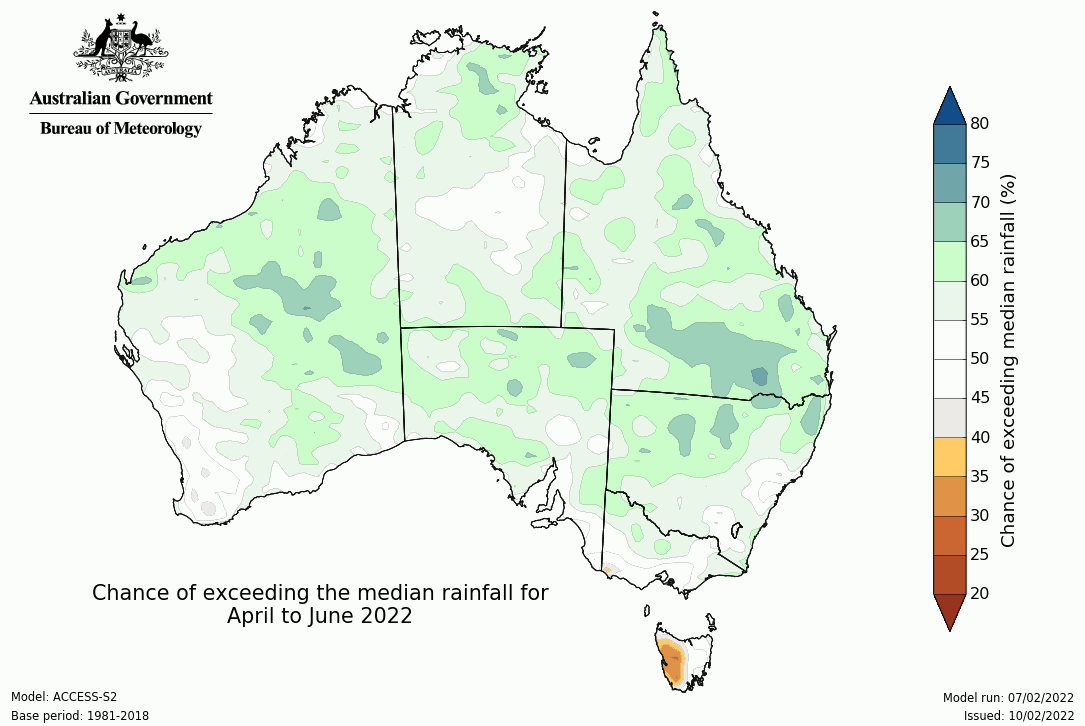 Australian Government
Bureau of Meteorology
80
75
70
65
60
55
50
45
40
35
30
25
20
Chance of exceeding median rainfall (%)
Chance of exceeding the median rainfall for
April to June 2022
Model: ACCESS-S2
Base period: 1981-2018
Model run: 07/02/2022
Issued: 10/02/2022